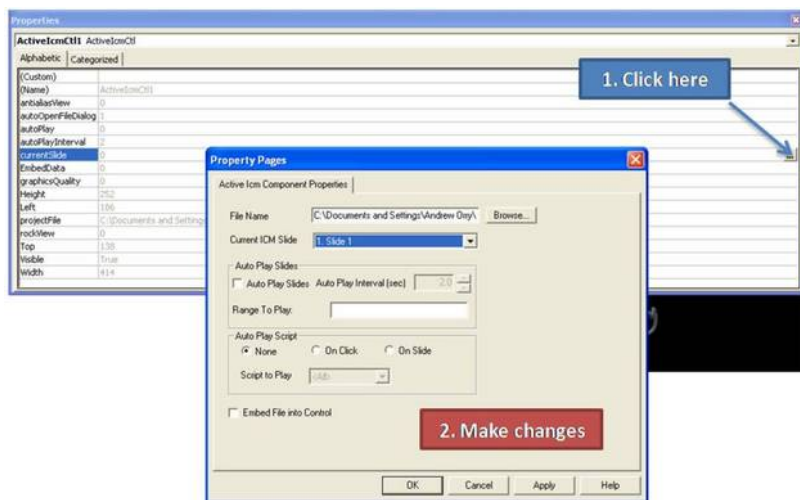 Properties
ActiveIcmCtl1 ActiveIcmCtl
Alphabetic Categorized
(Custom)
(Name) ActiveIcmCtl1
antialiasView 0
autoOpenFileDialog 1
autoPlay 0
autoPlayInterval 2
currentSlide 0
EmbedData 0
graphicsQuality 0
Height 252
Left 186
projectFile C:\Documents and Settings
rockView 0
Top 138
Visible True
Width 414
1. Click here
Property Pages
Active Icm Component Properties
File Name C:\Documents and Settings\Andrew Oxy\ Browse...
Current ICM Slide 1. Slide 1
Auto Play Slides
Auto Play Slides Auto Play Interval (sec) 2.0
Range To Play:
Auto Play Script
None On Click On Slide
Script to Play
Embed File into Control
2. Make changes
OK Cancel Apply Help